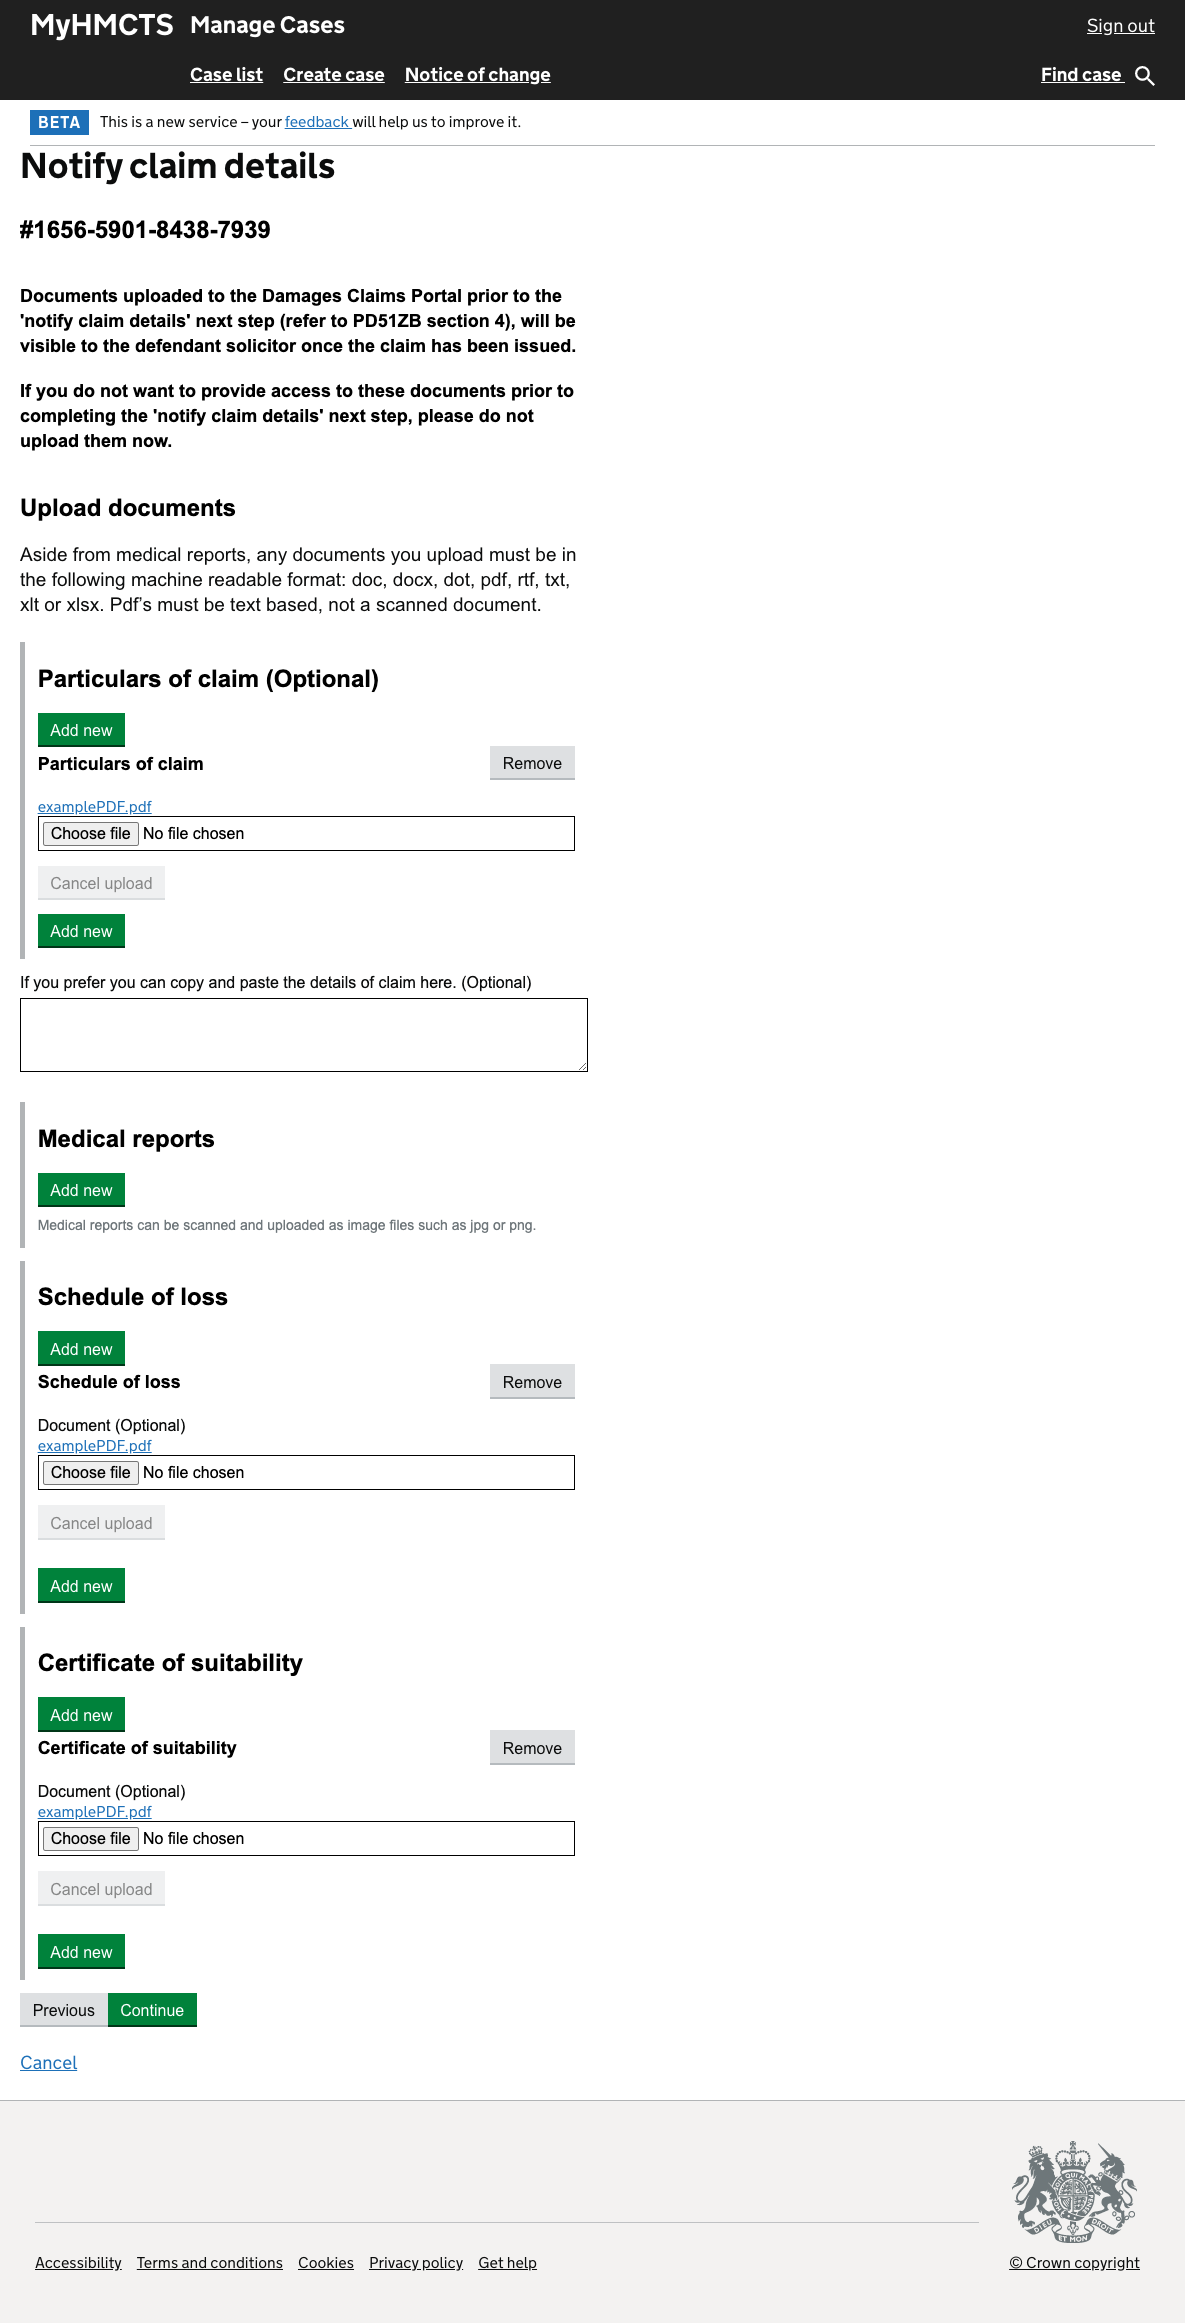 MyHMCTS Manage Cases Sign out
Case list Create case Notice of change Find case
BETA This is a new service – your feedback will help us to improve it.
Notify claim details
#1656-5901-8438-7939
Documents uploaded to the Damages Claims Portal prior to the
'notify claim details' next step (refer to PD51ZB section 4), will be
visible to the defendant solicitor once the claim has been issued.
If you do not want to provide access to these documents prior to
completing the 'notify claim details' next step, please do not
upload them now.
Upload documents
Aside from medical reports, any documents you upload must be in
the following machine readable format: doc, docx, dot, pdf, rtf, txt,
xlt or xlsx. Pdf’s must be text based, not a scanned document.
Particulars of claim (Optional)
Add new
Particulars of claim Remove
examplePDF.pdf
Choose file No file chosen
Cancel upload
Add new
If you prefer you can copy and paste the details of claim here. (Optional)
Medical reports
Add new
Medical reports can be scanned and uploaded as image files such as jpg or png.
Schedule of loss
Add new
Schedule of loss Remove
Document (Optional)
examplePDF.pdf
Choose file No file chosen
Cancel upload
Add new
Certificate of suitability
Add new
Certificate of suitability Remove
Document (Optional)
examplePDF.pdf
Choose file No file chosen
Cancel upload
Add new
Previous Continue
Cancel
Accessibility Terms and conditions Cookies Privacy policy Get help © Crown copyright